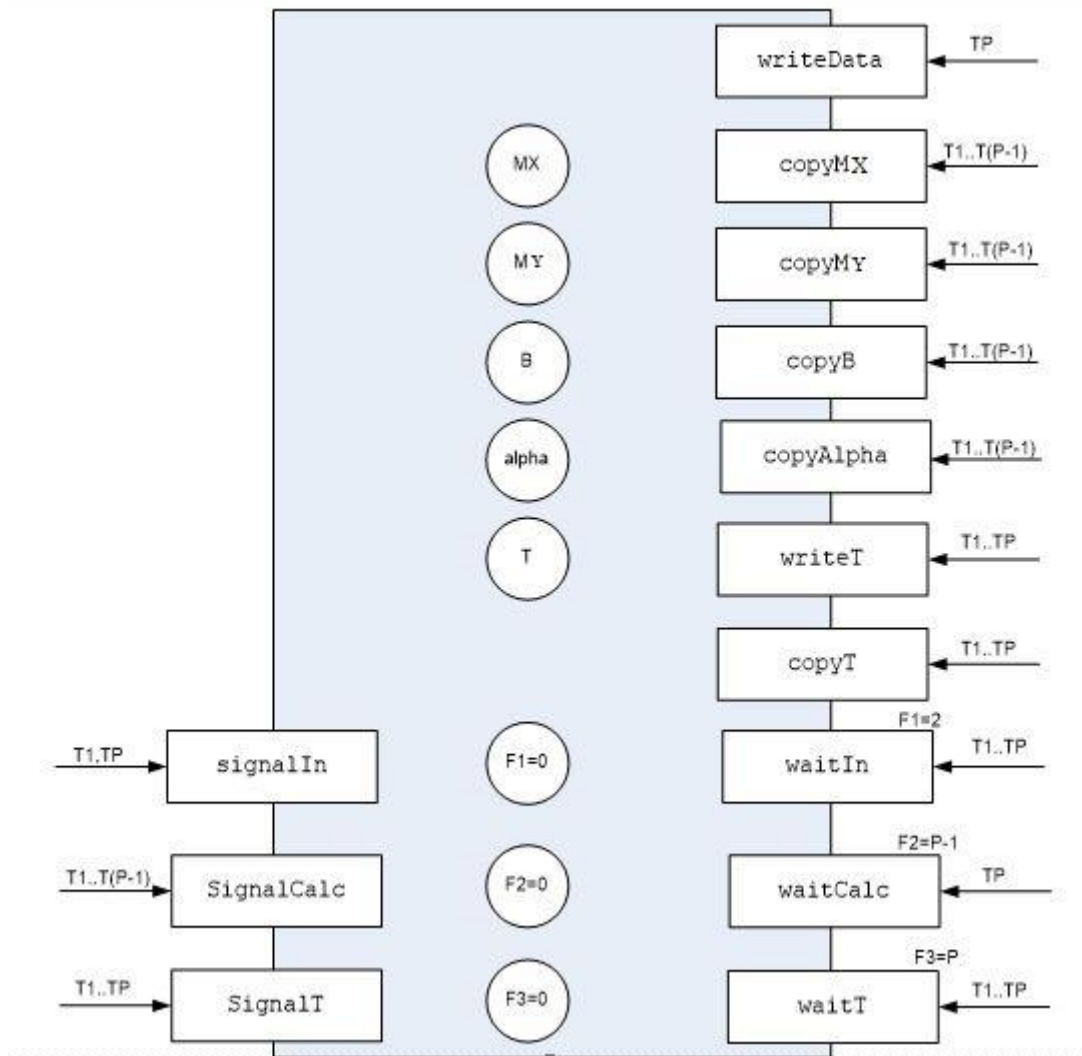 writeData
TP
MX
copyMX
T1..T(P-1)
MY
copyMY
T1..T(P-1)
B
copyB
T1..T(P-1)
alpha
copyAlpha
T1..T(P-1)
T
writeT
T1..TP
copyT
T1..TP
T1,TP
signalIn
F1=0
F1=2
waitIn
T1..TP
T1..T(P-1)
SignalCalc
F2=0
F2=P-1
waitCalc
TP
T1..TP
SignalT
F3=0
F3=P
waitT
T1..TP